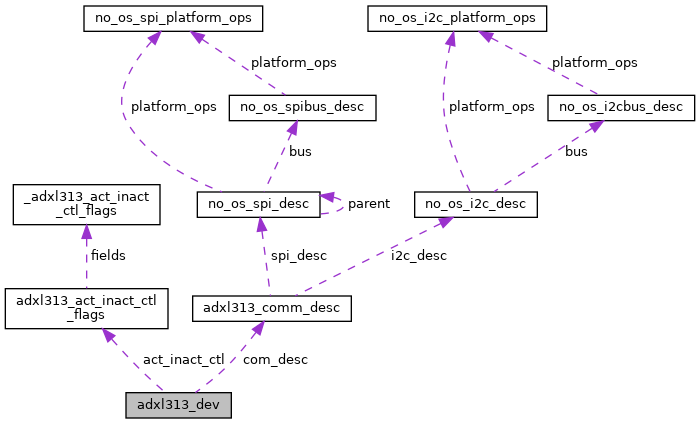 no_os_spi_platform_ops
no_os_i2c_platform_ops
platform_ops
platform_ops
no_os_spibus_desc
no_os_i2cbus_desc
platform_ops
platform_ops
bus
bus
_adxl313_act_inact
_ctl_flags
no_os_spi_desc
parent
no_os_i2c_desc
fields
spi_desc
i2c_desc
adxl313_act_inact_ctl
_flags
adxl313_comm_desc
act_inact_ctl
com_desc
adxl313_dev